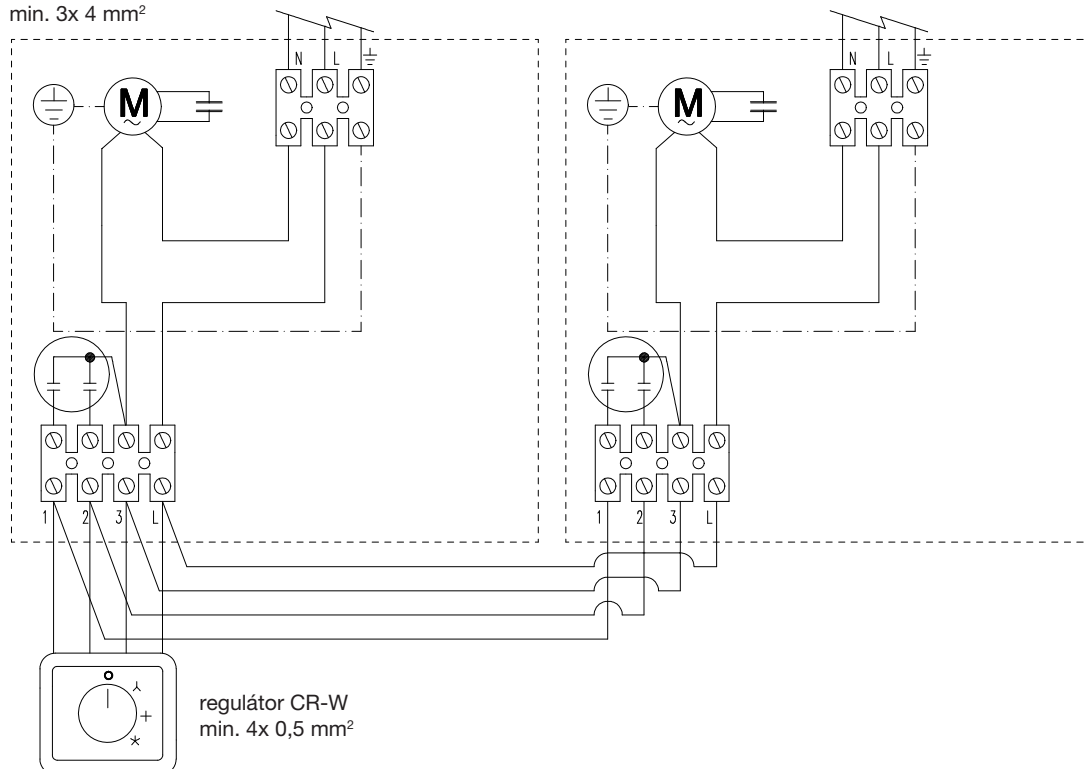 min. 3x 4 mm²
N L
N L
M
~
M
~
1 2 3 L
1 2 3 L
regulátor CR-W
min. 4x 0,5 mm²